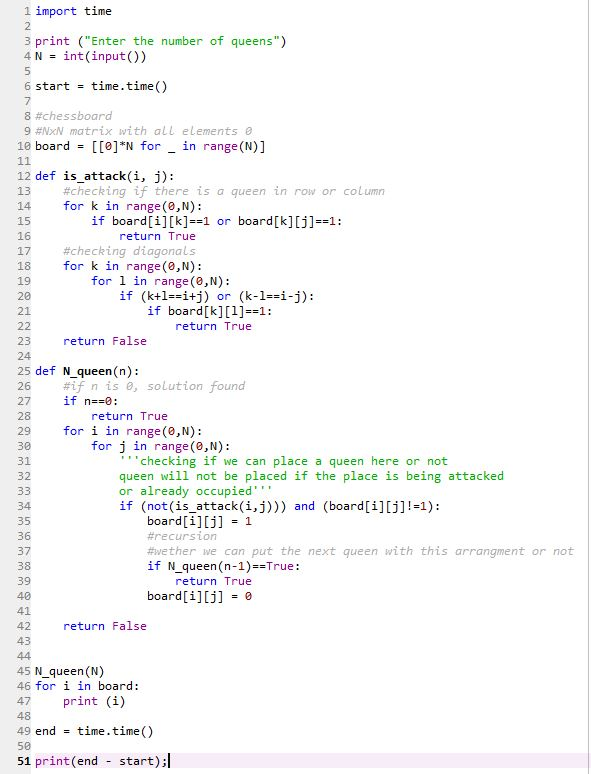 1 import time
2
3 print ("Enter the number of queens")
4 N = int(input())
5
6 start = time.time()
7
8 #chessboard
9 #NxN matrix with all elements 0
10 board = [[0]*N for _ in range(N)]
11
12 def is_attack(i, j):
13     #checking if there is a queen in row or column
14     for k in range(0,N):
15         if board[i][k]==1 or board[k][j]==1:
16             return True
17     #checking diagonals
18     for k in range(0,N):
19         for l in range(0,N):
20             if (k+l==i+j) or (k-l==i-j):
21                 if board[k][l]==1:
22                     return True
23     return False
24
25 def N_queen(n):
26     #if n is 0, solution found
27     if n==0:
28         return True
29     for i in range(0,N):
30         for j in range(0,N):
31             '''checking if we can place a queen here or not
32             queen will not be placed if the place is being attacked
33             or already occupied'''
34             if (not(is_attack(i,j))) and (board[i][j]!=1):
35                 board[i][j] = 1
36                 #recursion
37                 #wether we can put the next queen with this arrangment or not
38                 if N_queen(n-1)==True:
39                     return True
40                 board[i][j] = 0
41
42     return False
43
44
45 N_queen(N)
46 for i in board:
47     print (i)
48
49 end = time.time()
50
51 print(end - start);